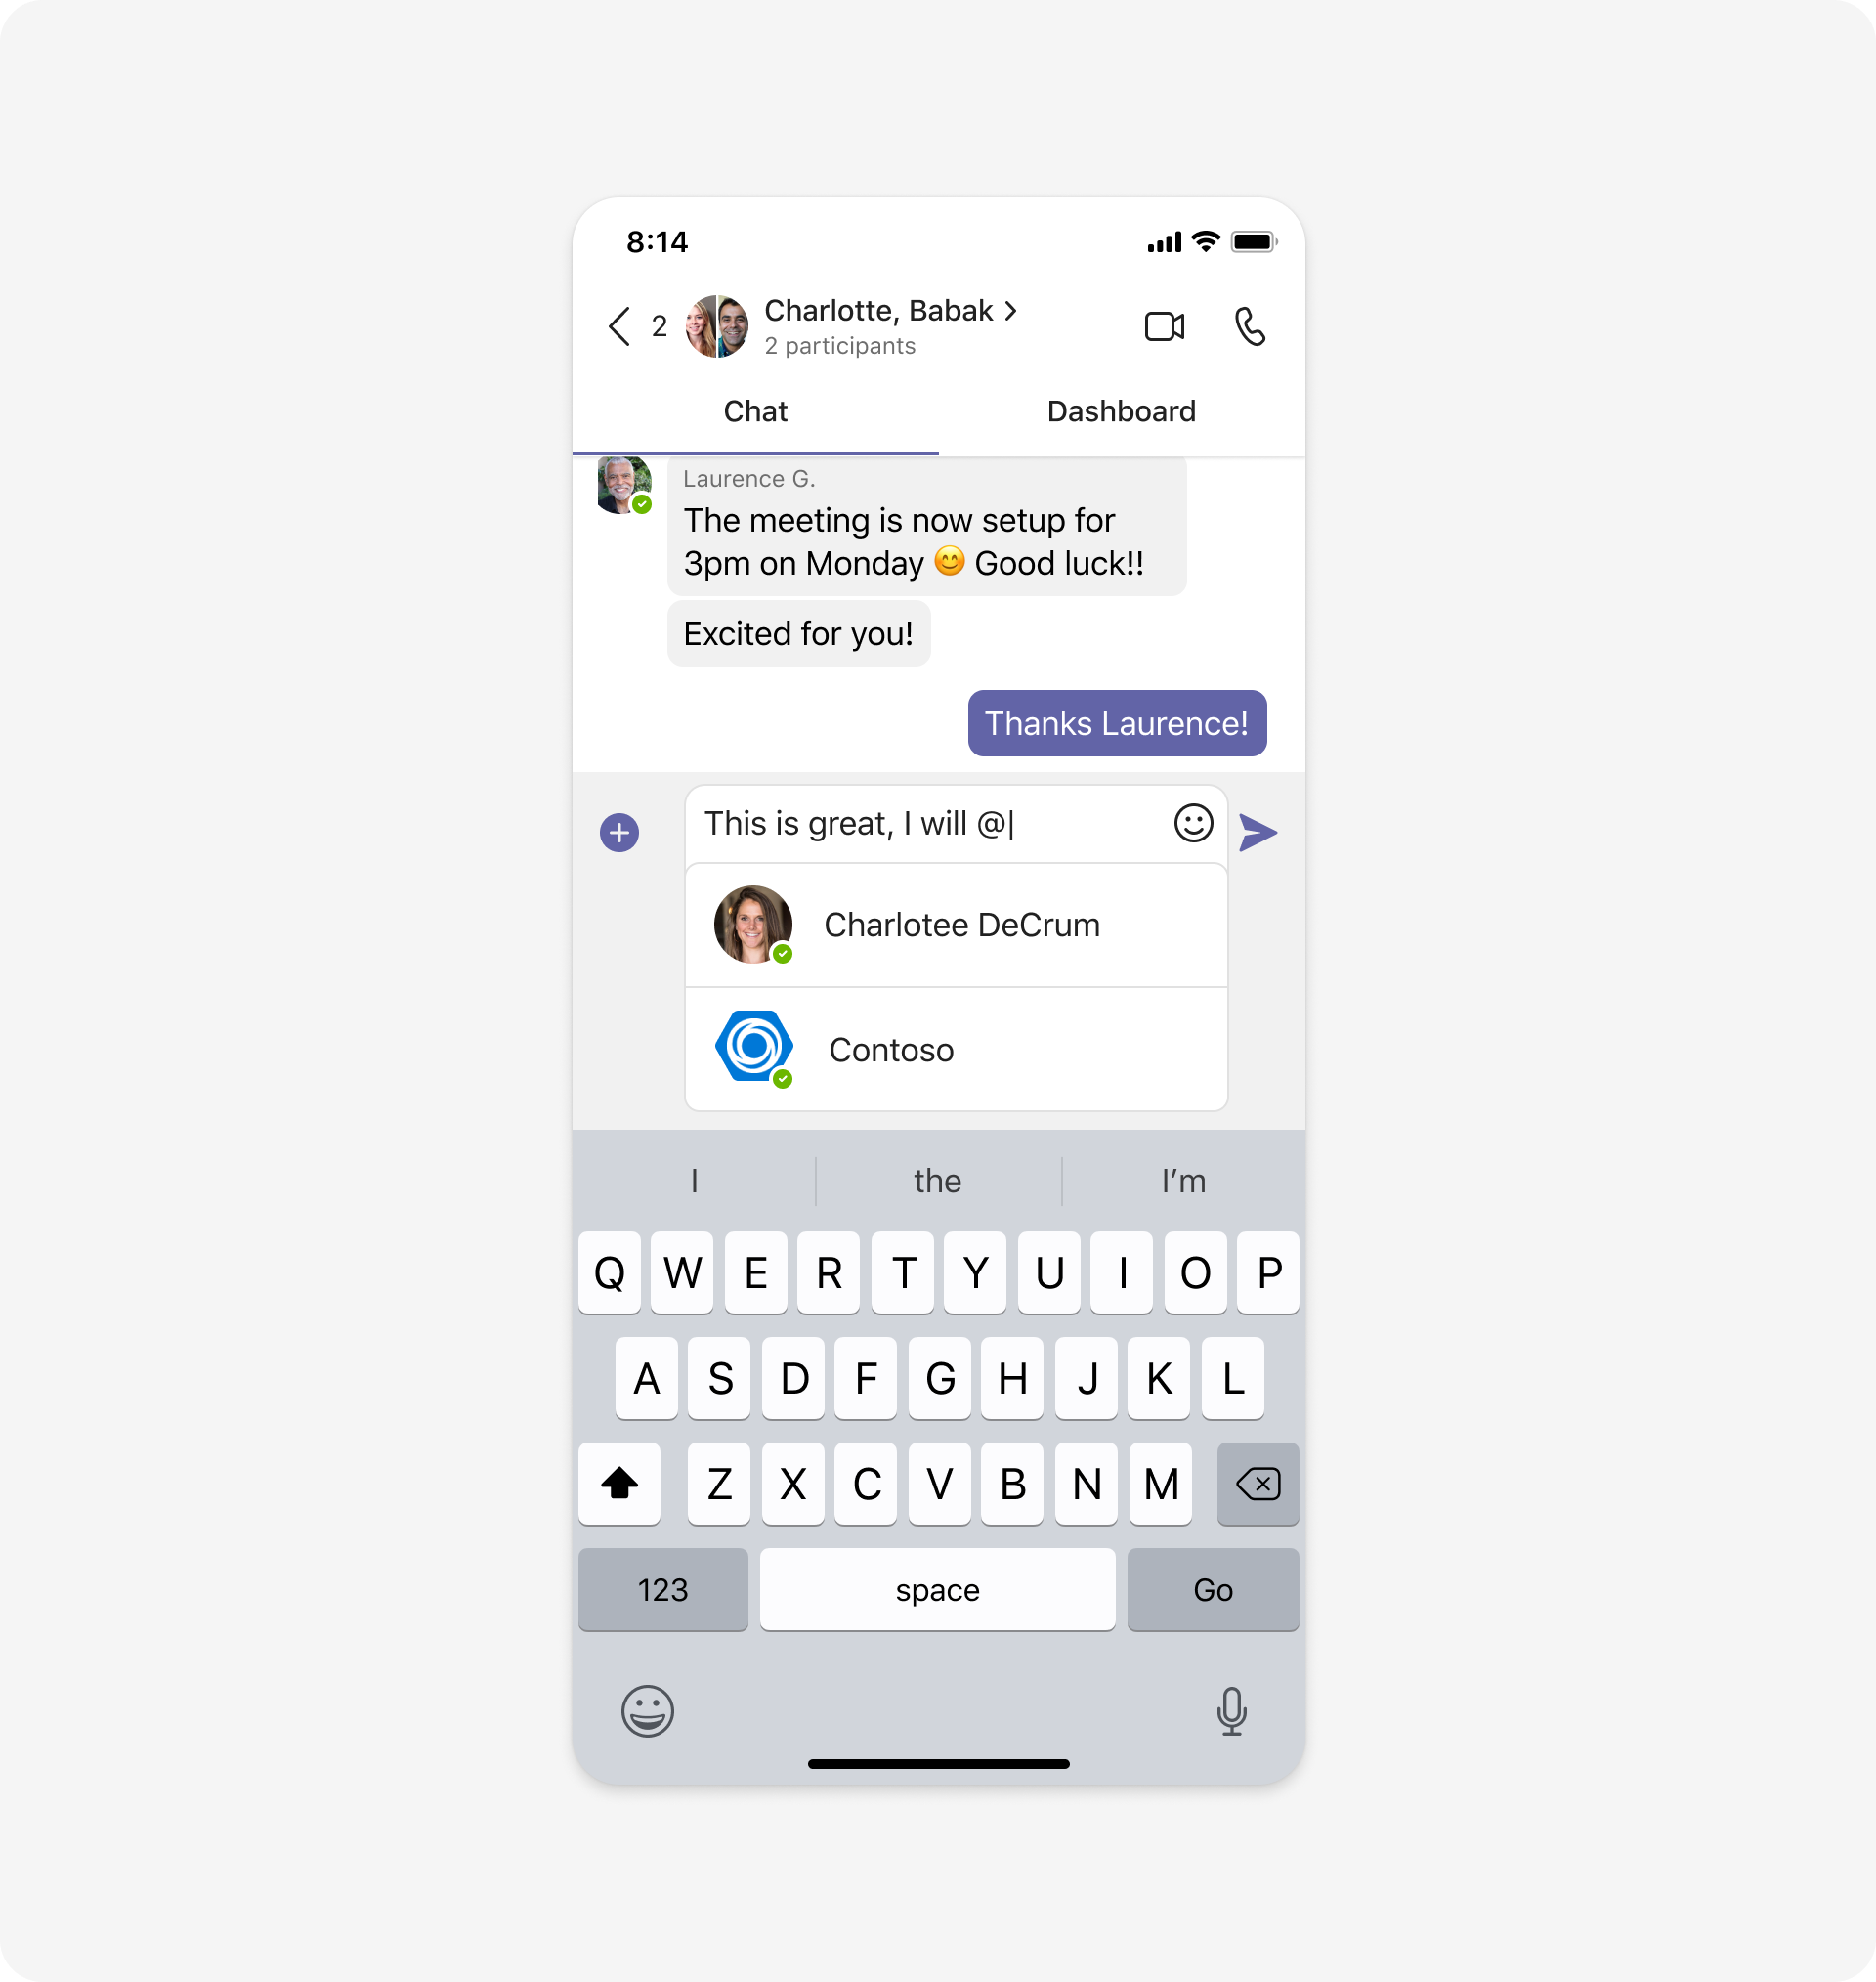 8:14
2
Charlotte, Babak
2 participants
Chat
Dashboard
Laurence G.
The meeting is now setup for
3pm on Monday 😊 Good luck!!
Excited for you!
Thanks Laurence!
This is great, I will @
Charlotee DeCrum
Contoso
I the I’m
Q W E R T Y U I O P
A S D F G H J K L
Z X C V B N M
123 space Go